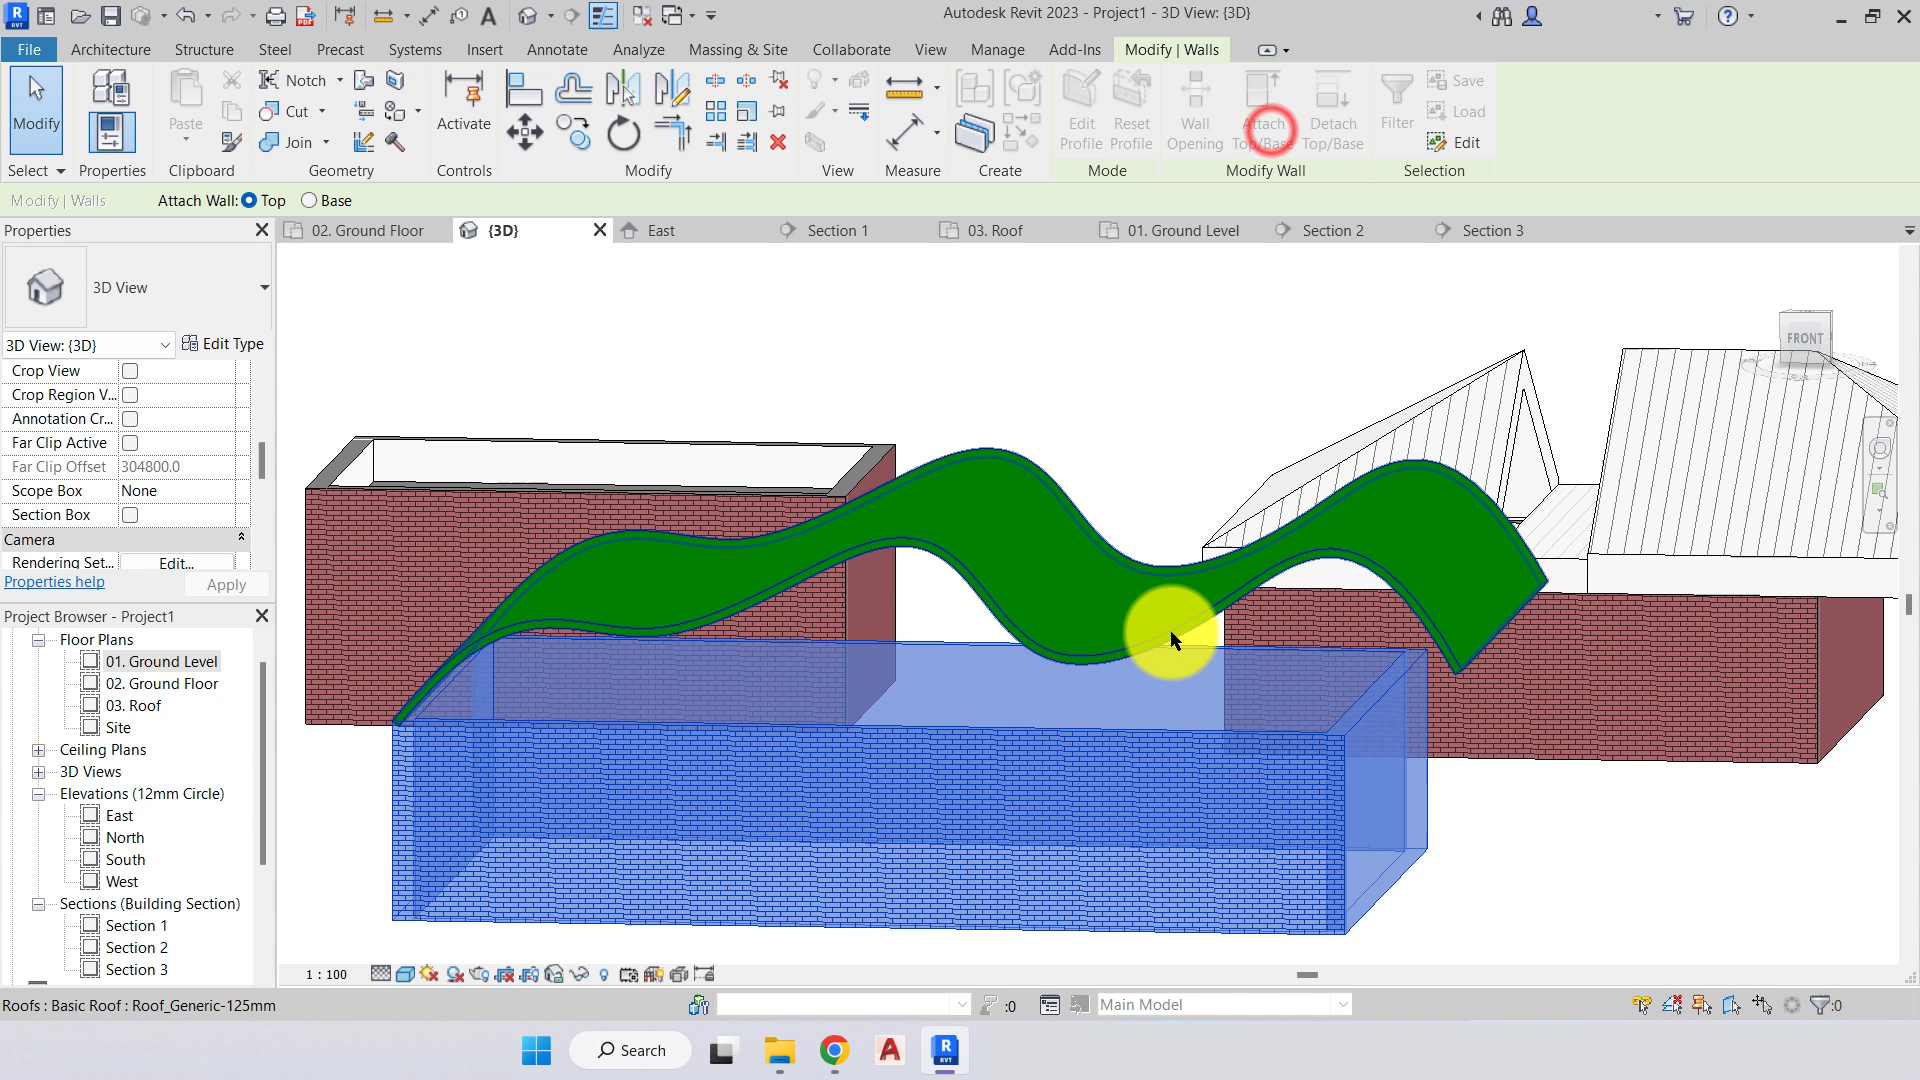 Autodesk Revit 2023 - Project1 - 3D View: {3D}
File Architecture Structure Steel Precast Systems Insert Annotate Analyze Massing & Site Collaborate View Manage Add-Ins Modify | Walls
Modify
Paste
Notch
Cut
Join
Activate
Edit Profile
Reset Profile
Wall Opening
Attach Top/Base
Detach Top/Base
Filter
Save
Load
Edit
Select Properties Clipboard Geometry Controls Modify View Measure Create Mode Modify Wall Selection
Modify | Walls Attach Wall: Top Base
Properties
02. Ground Floor {3D} East Section 1 03. Roof 01. Ground Level Section 2 Section 3
3D View
3D View: {3D} Edit Type
Crop View
Crop Region V...
Annotation Cr...
Far Clip Active
Far Clip Offset 304800.0
Scope Box None
Section Box
Camera
Rendering Set... Edit...
Properties help Apply
Project Browser - Project1
Floor Plans
01. Ground Level
02. Ground Floor
03. Roof
Site
Ceiling Plans
3D Views
Elevations (12mm Circle)
East
North
South
West
Sections (Building Section)
Section 1
Section 2
Section 3
FRONT
1 : 100
Roofs : Basic Roof : Roof_Generic-125mm
:0
Main Model
:0
Search
R
RVT